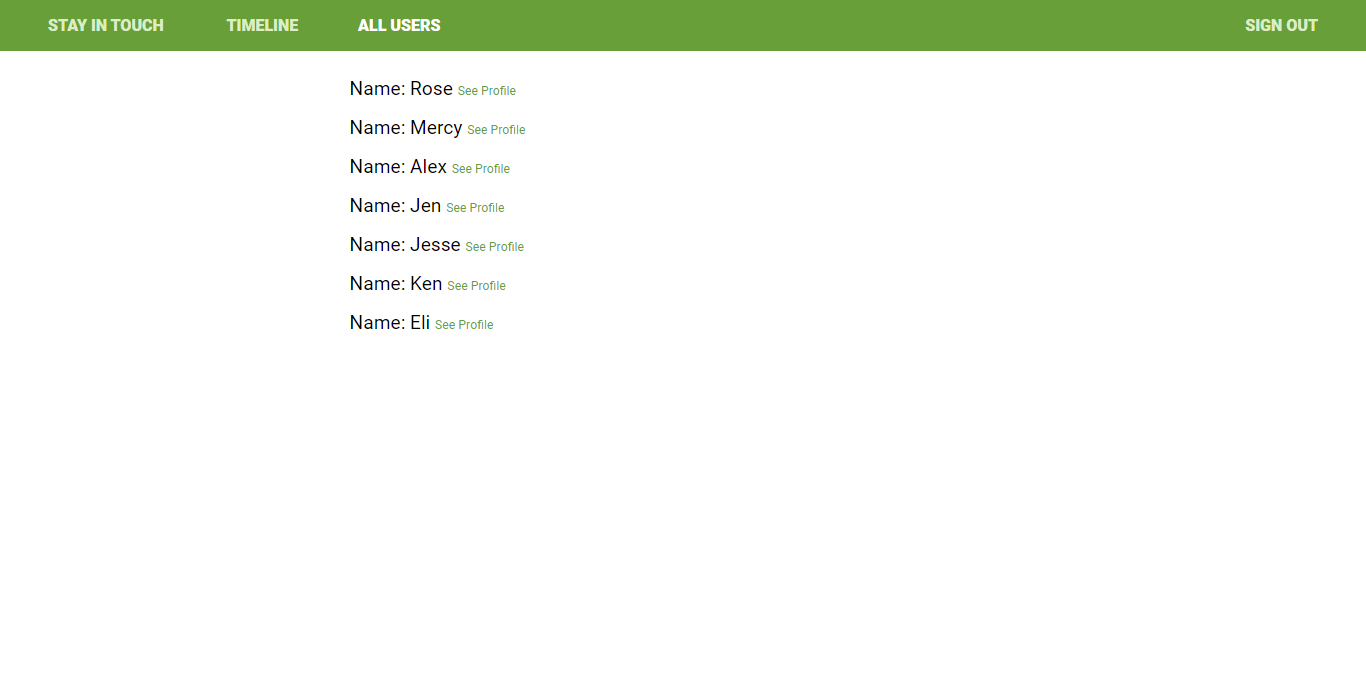 STAY IN TOUCH TIMELINE ALL USERS SIGN OUT
Name: Rose See Profile
Name: Mercy See Profile
Name: Alex See Profile
Name: Jen See Profile
Name: Jesse See Profile
Name: Ken See Profile
Name: Eli See Profile